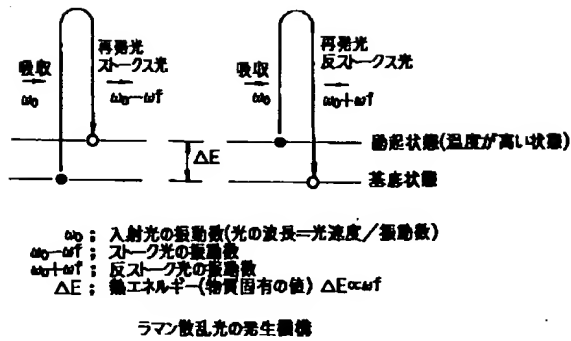 再発光
ストークス光
吸収
ω₀
ω₀−ωf
再発光
反ストークス光
吸収
ω₀
ω₀+ωf
ΔE
励起状態(温度が高い状態)
基底状態
ω₀ ; 入射光の振動数(光の波長=光速度/振動数)
ω₀−ωf ; ストーク光の振動数
ω₀+ωf ; 反ストーク光の振動数
ΔE ; 熱エネルギー(物質固有の値) ΔE∝ωf
ラマン散乱光の発生機構